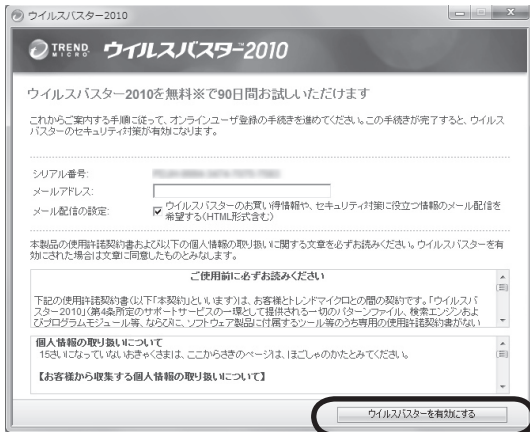 ウイルスバスター2010
TREND MICRO ウイルスバスター2010
ウイルスバスター2010を無料※で90日間お試しいただけます
これからご案内する手順に従って、オンラインユーザ登録の手続きを進めてください。この手続きが完了すると、ウイルス
バスターのセキュリティ対策が有効になります。
シリアル番号:
メールアドレス:
メール配信の設定: ウイルスバスターのお買い得情報や、セキュリティ対策に役立つ情報のメール配信を
希望する(HTML形式含む)
本製品の使用許諾契約書および以下の個人情報の取り扱いに関する文章を必ずお読みください。ウイルスバスターを有
効にされた場合は文章に同意したものとみなします。
ご使用前に必ずお読みください
下記の使用許諾契約書(以下「本契約」といいます)は、お客様とトレンドマイクロとの間の契約です。「ウイルスバ
スター2010」(第4条所定のサポートサービスの一環として提供される一切のパターンファイル、検索エンジンおよ
びプログラムモジュール等、ならびに、ソフトウェア製品に付属するツール等のうち専用の使用許諾契約書がない
個人情報の取り扱いについて
15さいになっていないおきゃくさまは、ここからさきのページは、ほごしゃのかたとみてください。
【お客様から収集する個人情報の取り扱いについて】
ウイルスバスターを有効にする